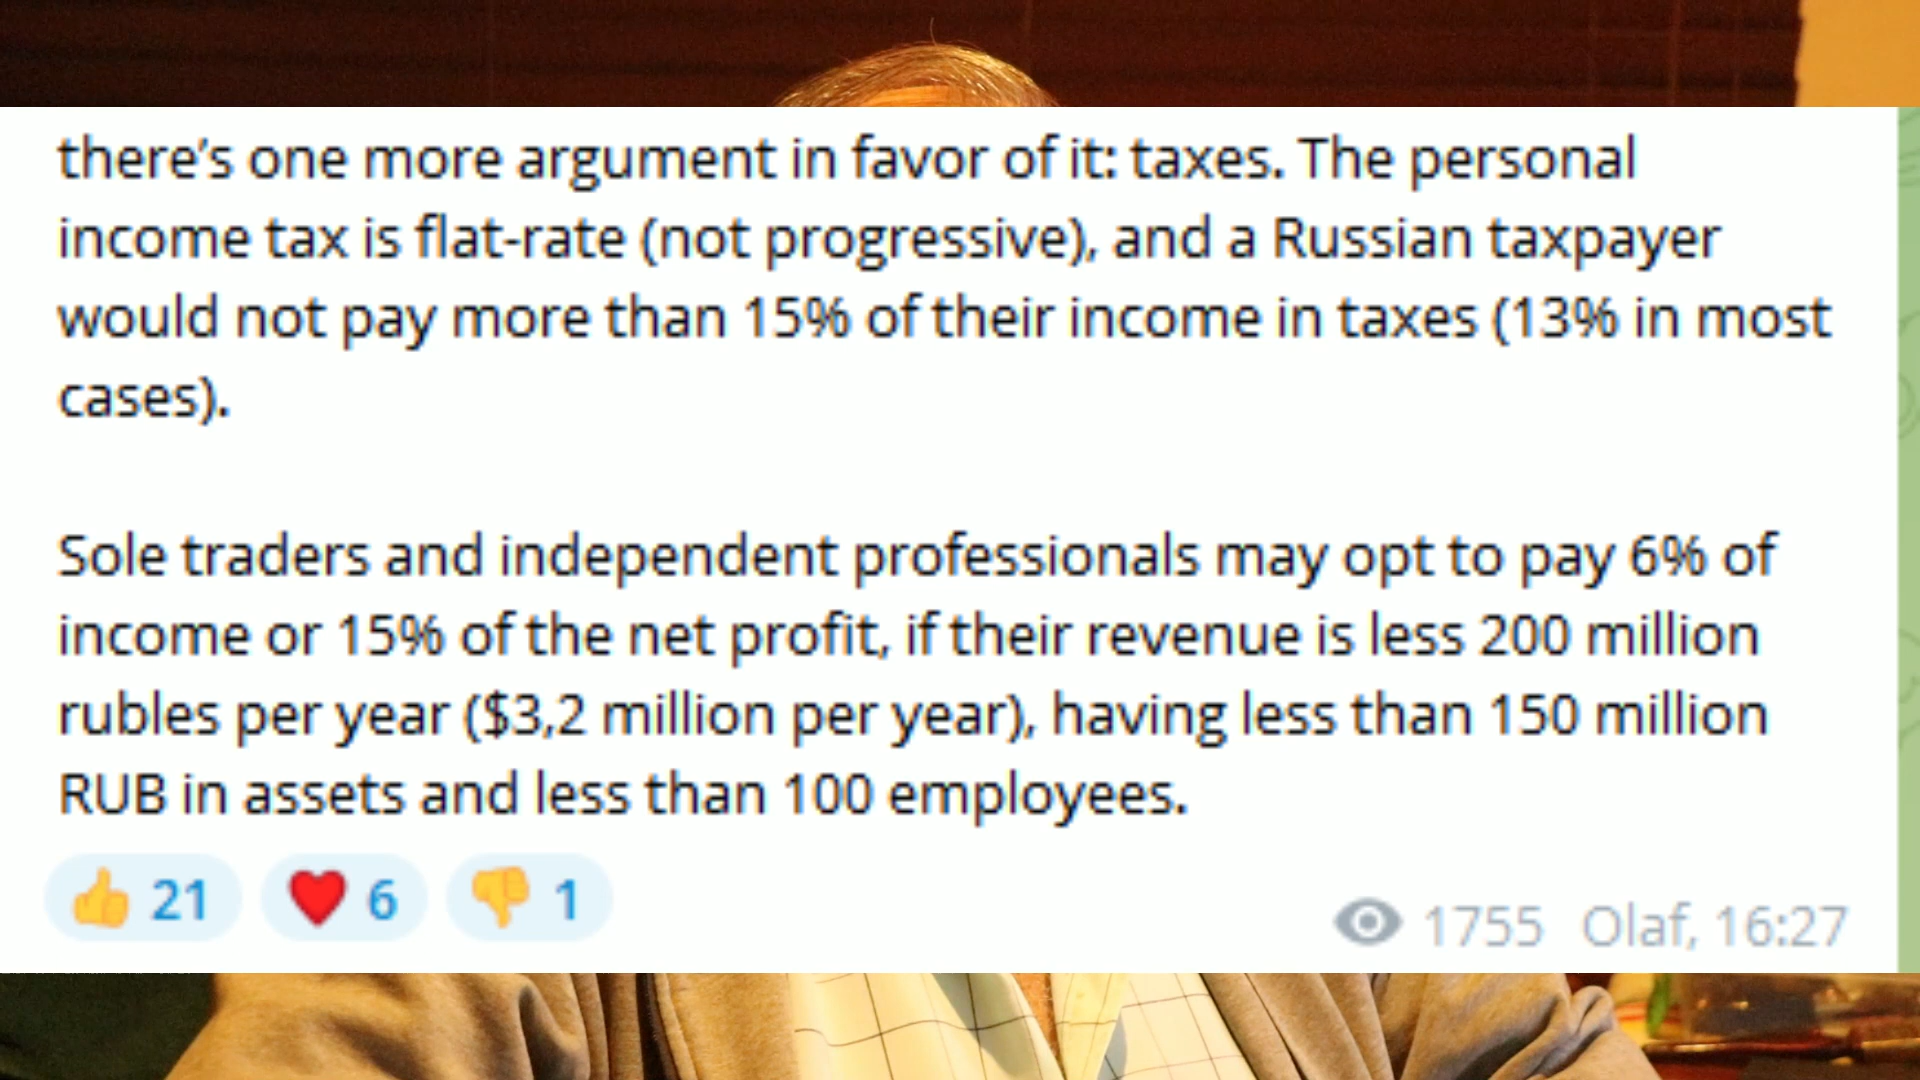 there’s one more argument in favor of it: taxes. The personal
income tax is flat-rate (not progressive), and a Russian taxpayer
would not pay more than 15% of their income in taxes (13% in most
cases).
Sole traders and independent professionals may opt to pay 6% of
income or 15% of the net profit, if their revenue is less 200 million
rubles per year ($3,2 million per year), having less than 150 million
RUB in assets and less than 100 employees.
👍 21 ❤️ 6 👎 1
1755 Olaf, 16:27